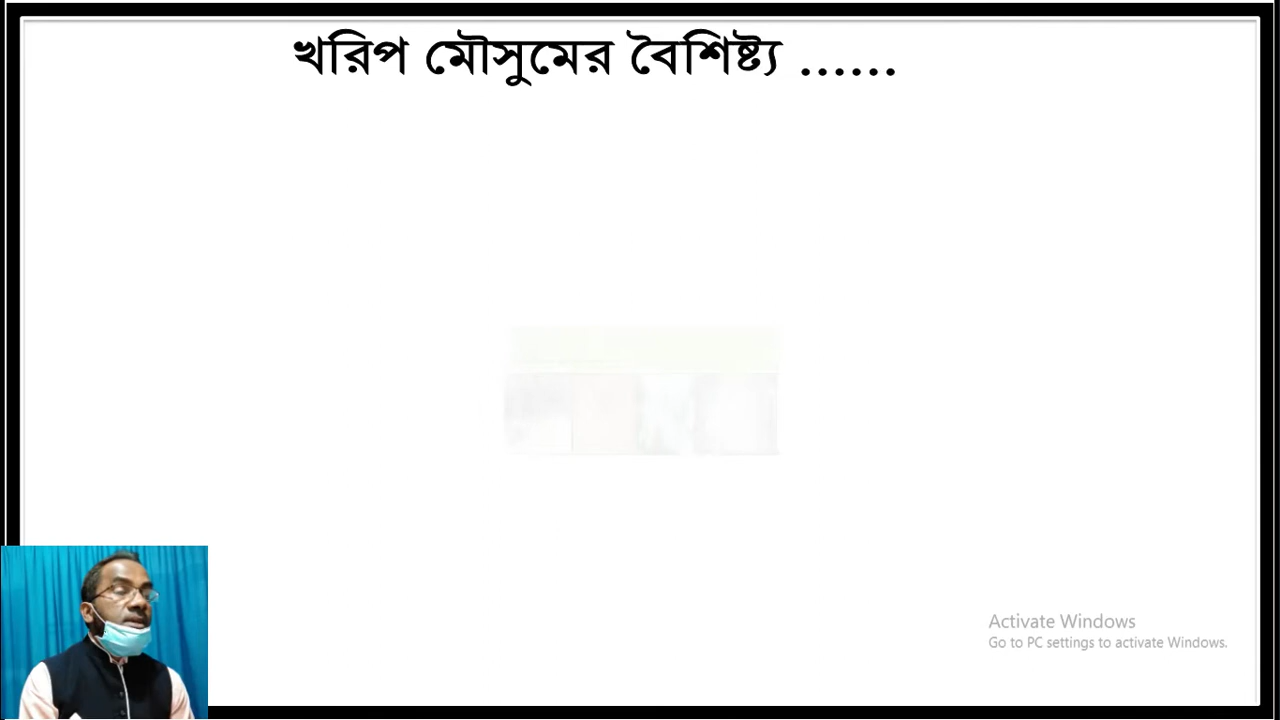 খরিপ মৌসুমের বৈশিষ্ট্য ......
Activate Windows
Go to PC settings to activate Windows.